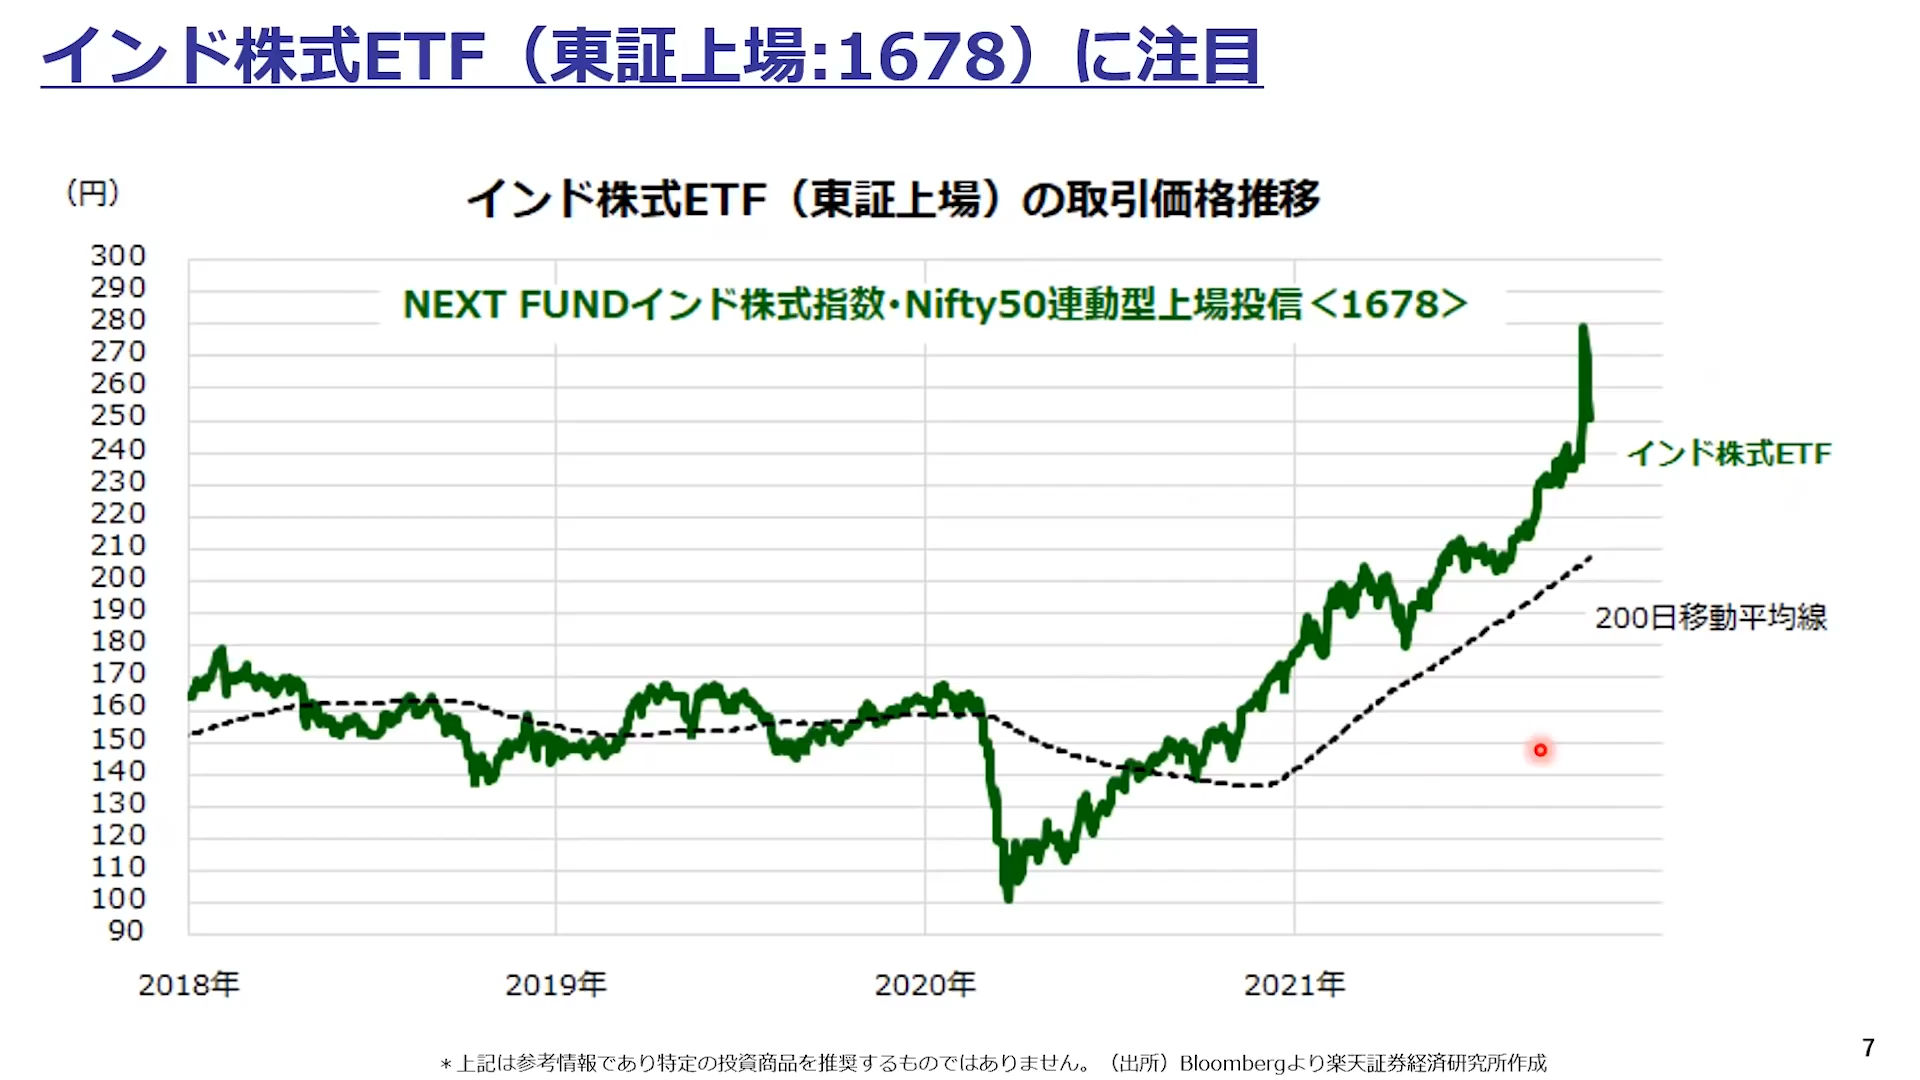 インド株式ETF（東証上場:1678）に注目
（円）
インド株式ETF（東証上場）の取引価格推移
NEXT FUNDインド株式指数・Nifty50連動型上場投信＜1678＞
300
290
280
270
260
250
240
230
220
210
200
190
180
170
160
150
140
130
120
110
100
90
インド株式ETF
200日移動平均線
2018年
2019年
2020年
2021年
＊上記は参考情報であり特定の投資商品を推奨するものではありません。（出所）Bloombergより楽天証券経済研究所作成
7